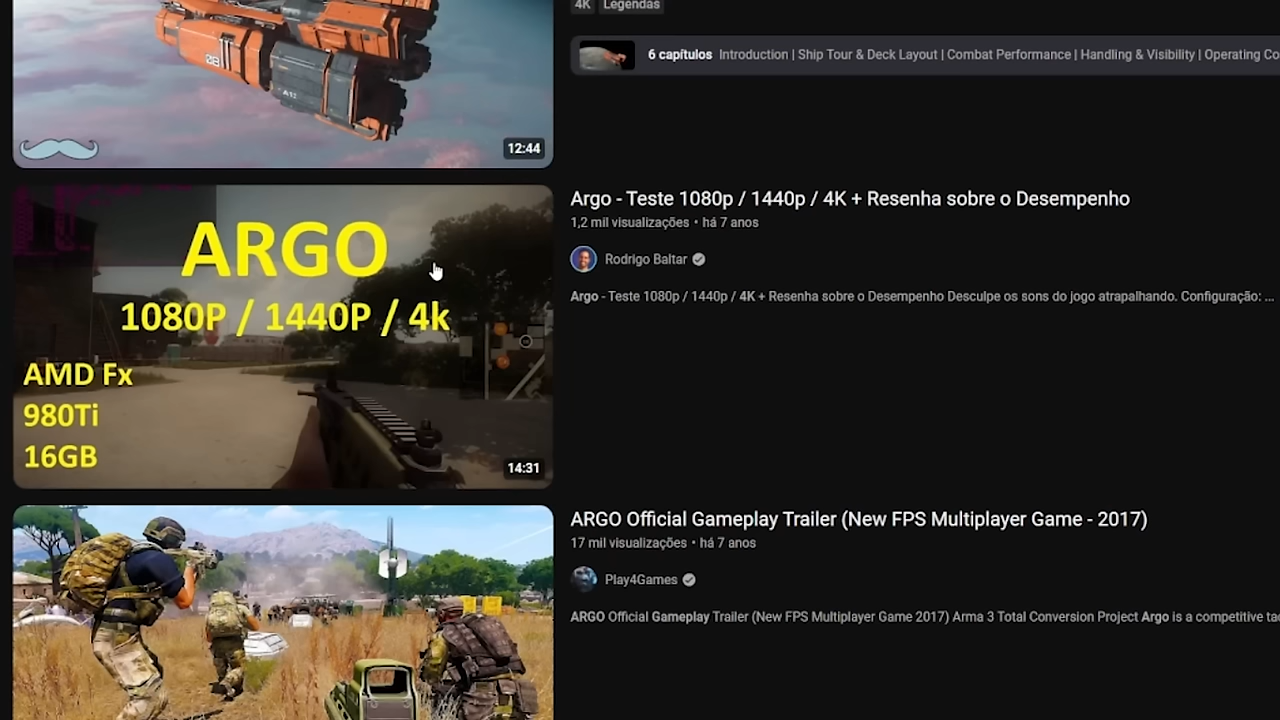 4K Legendas
6 capítulos Introduction | Ship Tour & Deck Layout | Combat Performance | Handling & Visibility | Operating Co
12:44
ARGO
1080P / 1440P / 4k
AMD Fx
980Ti
16GB
14:31
Argo - Teste 1080p / 1440p / 4K + Resenha sobre o Desempenho
1,2 mil visualizações • há 7 anos
Rodrigo Baltar
Argo - Teste 1080p / 1440p / 4K + Resenha sobre o Desempenho Desculpe os sons do jogo atrapalhando. Configuração: ...
ARGO Official Gameplay Trailer (New FPS Multiplayer Game - 2017)
17 mil visualizações • há 7 anos
Play4Games
ARGO Official Gameplay Trailer (New FPS Multiplayer Game 2017) Arma 3 Total Conversion Project Argo is a competitive ta